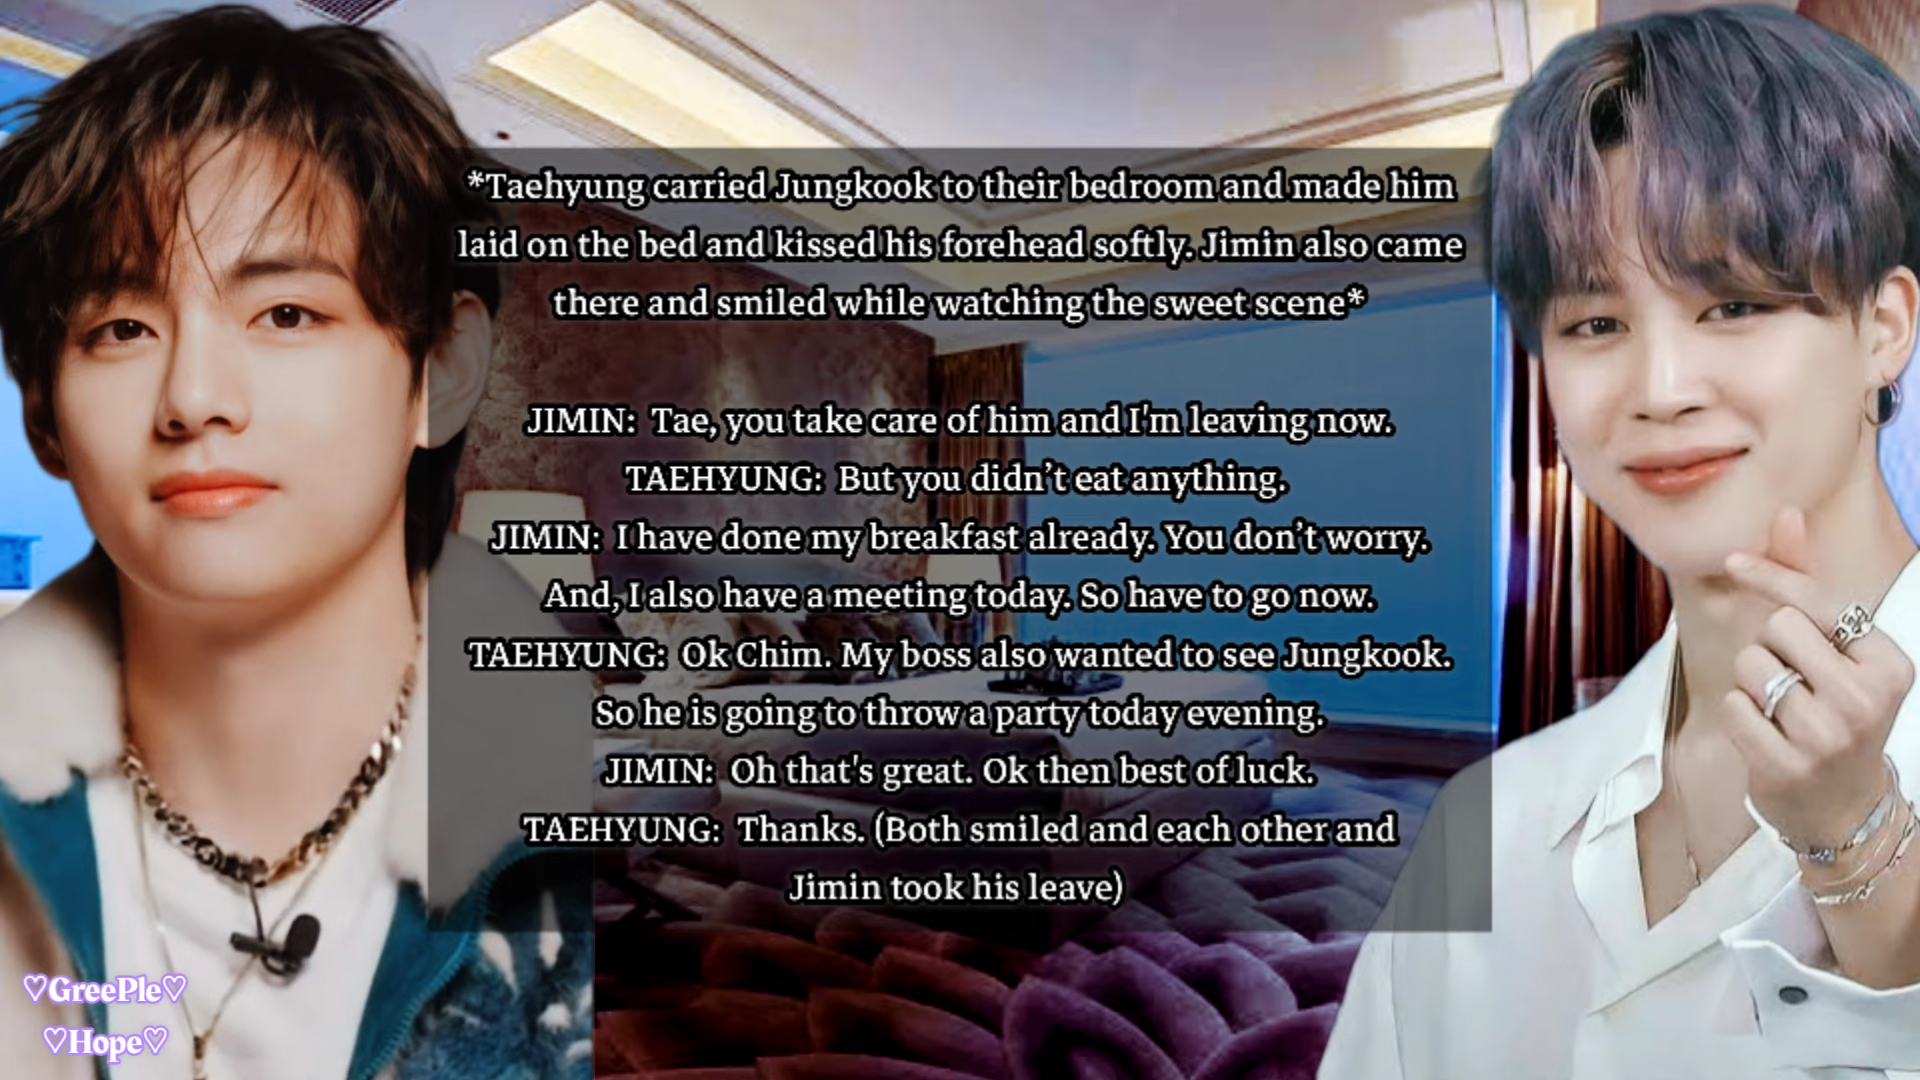 *Taehyung carried Jungkook to their bedroom and made him
laid on the bed and kissed his forehead softly. Jimin also came
there and smiled while watching the sweet scene*
JIMIN:  Tae, you take care of him and I'm leaving now.
TAEHYUNG:  But you didn’t eat anything.
JIMIN:  I have done my breakfast already. You don’t worry.
And, I also have a meeting today. So have to go now.
TAEHYUNG:  Ok Chim. My boss also wanted to see Jungkook.
So he is going to throw a party today evening.
JIMIN:  Oh that's great. Ok then best of luck.
TAEHYUNG:  Thanks. (Both smiled and each other and
Jimin took his leave)
♡GreePle♡
♡Hope♡